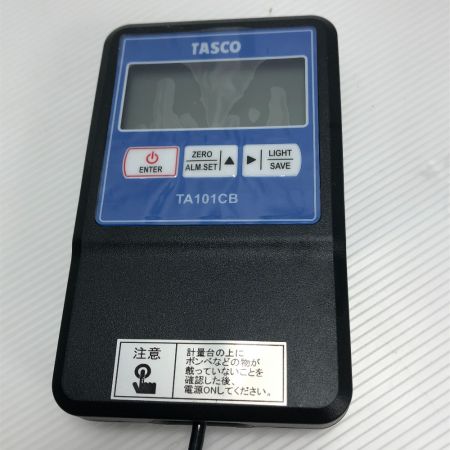 TASCO
ENTER
ZERO
ALM.SET ▲
▶ LIGHT
SAVE
TA101CB
注意
計量台の上に
ボンベなどの物が
載っていないことを
確認した後、
電源ONしてください。